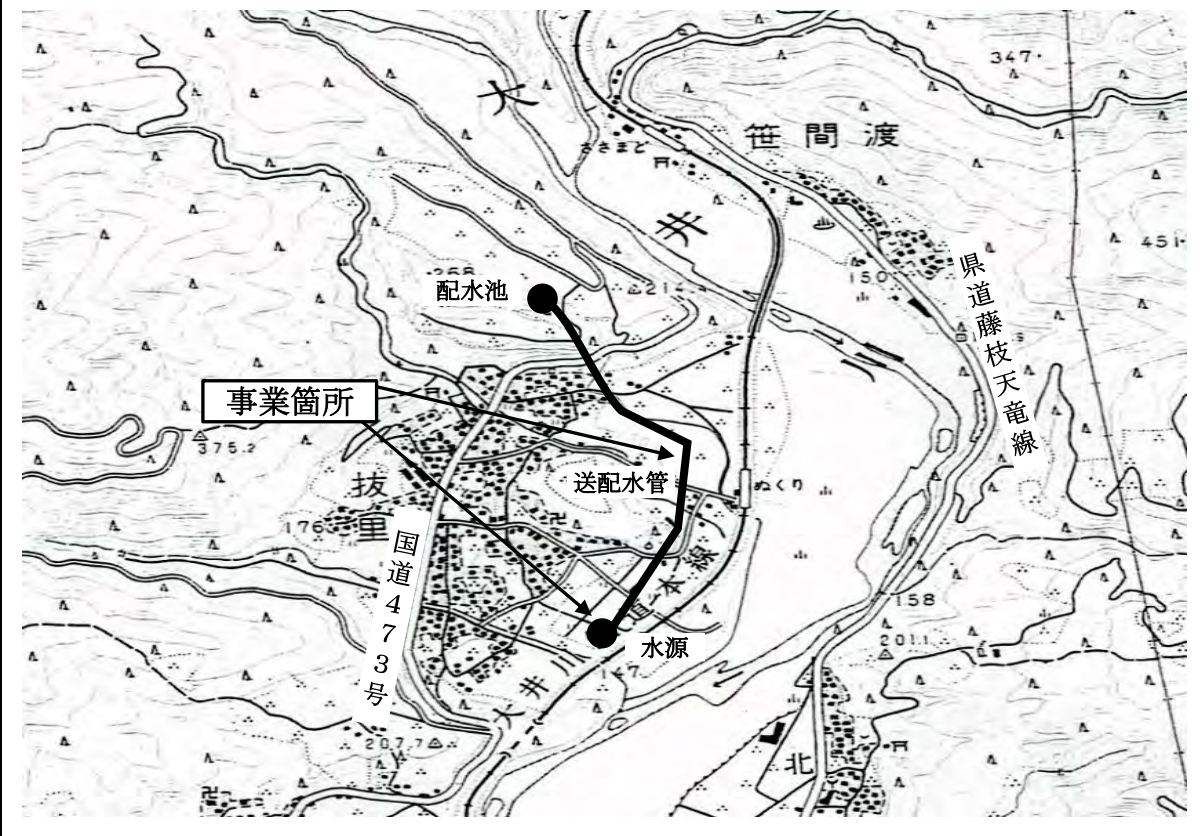 347
大井
笹間渡
ささまど
451
県道藤枝天竜線
268
配水池
214
150
事業箇所
375.2
送配水管
ぬくり
抜里
176
国道473号
大井
本線
158
水源
201.1
147
207.7
北